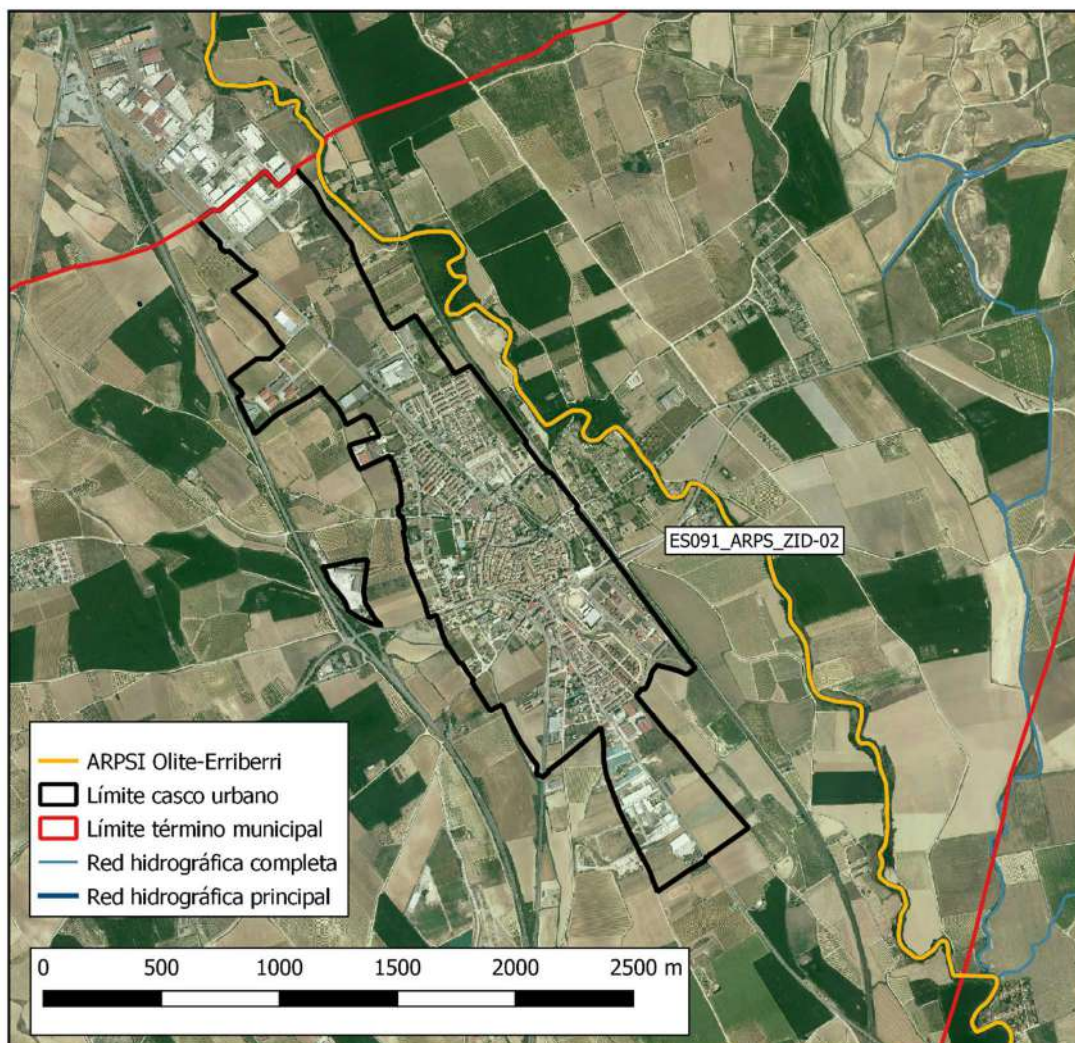 ES091_ARPS_ZID-02
ARPSI Olite-Erriberri
Límite casco urbano
Límite término municipal
Red hidrográfica completa
Red hidrográfica principal
0 500 1000 1500 2000 2500 m